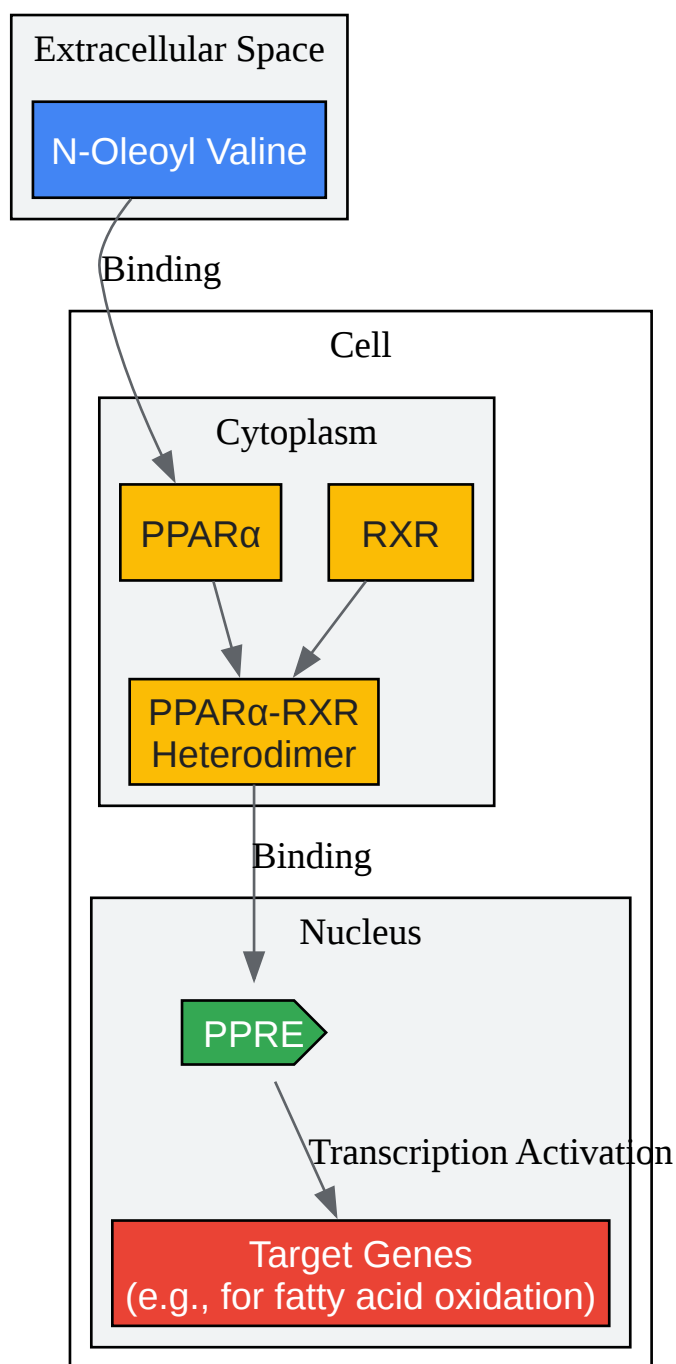 Extracellular Space
N-Oleoyl Valine
Binding
Cell
Cytoplasm
PPARα
RXR
PPARα-RXR
Heterodimer
Binding
Nucleus
PPRE
Transcription Activation
Target Genes
(e.g., for fatty acid oxidation)